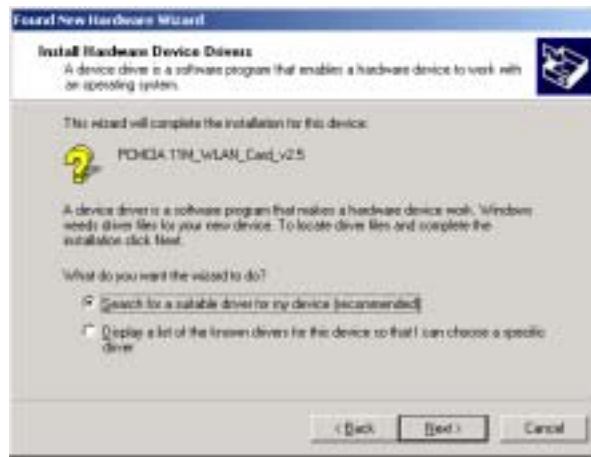 Found New Hardware Wizard
Install Hardware Device Drivers
A device driver is a software program that enables a hardware device to work with
an operating system.
This wizard will complete the installation for this device:
PCMCIA 11M_WLAN_Card_v2.5
A device driver is a software program that makes a hardware device work. Windows
needs driver files for your new device. To locate driver files and complete the
installation click Next.
What do you want the wizard to do?
Search for a suitable driver for my device (recommended)
Display a list of the known drivers for this device so that I can choose a specific
driver
< Back
Next >
Cancel